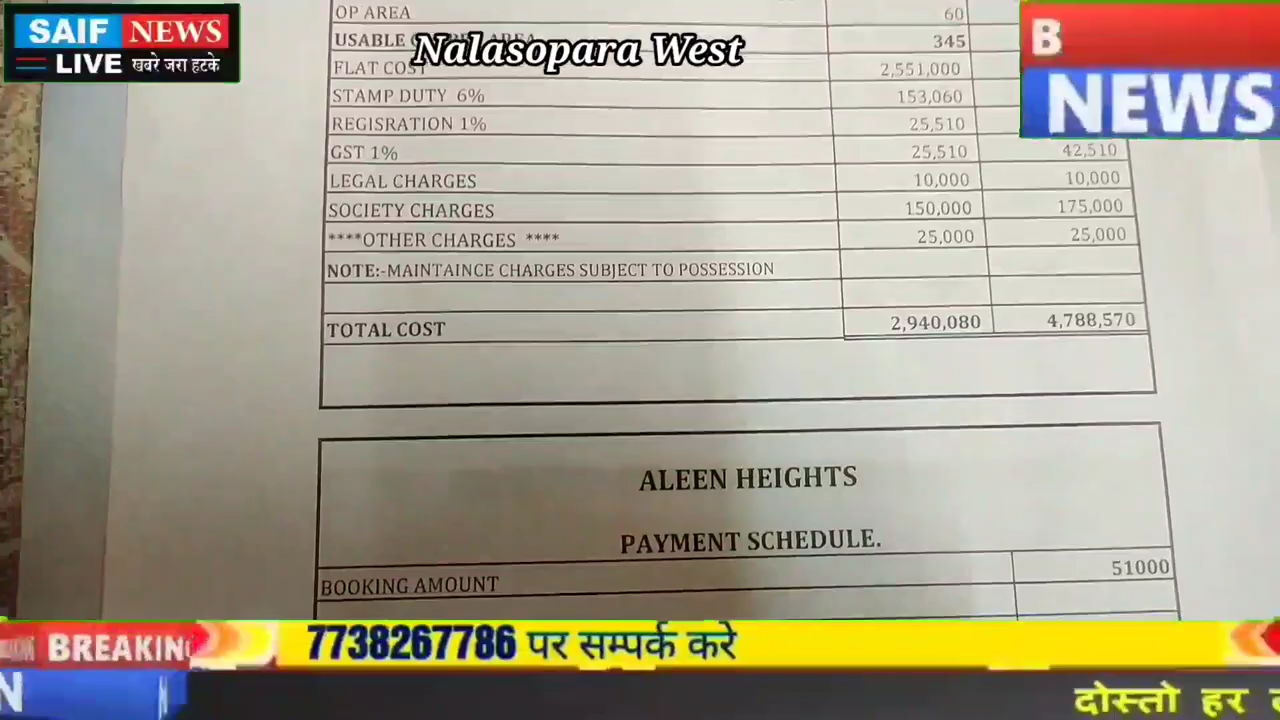 SAIF NEWS
LIVE खबरे जरा हटके
Nalasopara West
B
NEWS
OP AREA 60
USABLE 345
FLAT COST 2,551,000
STAMP DUTY 6% 153,060
REGISRATION 1% 25,510
GST 1% 25,510 42,510
LEGAL CHARGES 10,000 10,000
SOCIETY CHARGES 150,000 175,000
****OTHER CHARGES **** 25,000 25,000
NOTE:-MAINTAINCE CHARGES SUBJECT TO POSSESSION
TOTAL COST 2,940,080 4,788,570
ALEEN HEIGHTS
PAYMENT SCHEDULE.
BOOKING AMOUNT 51000
BREAKING 7738267786 पर सम्पर्क करे
N N दोस्तो हर